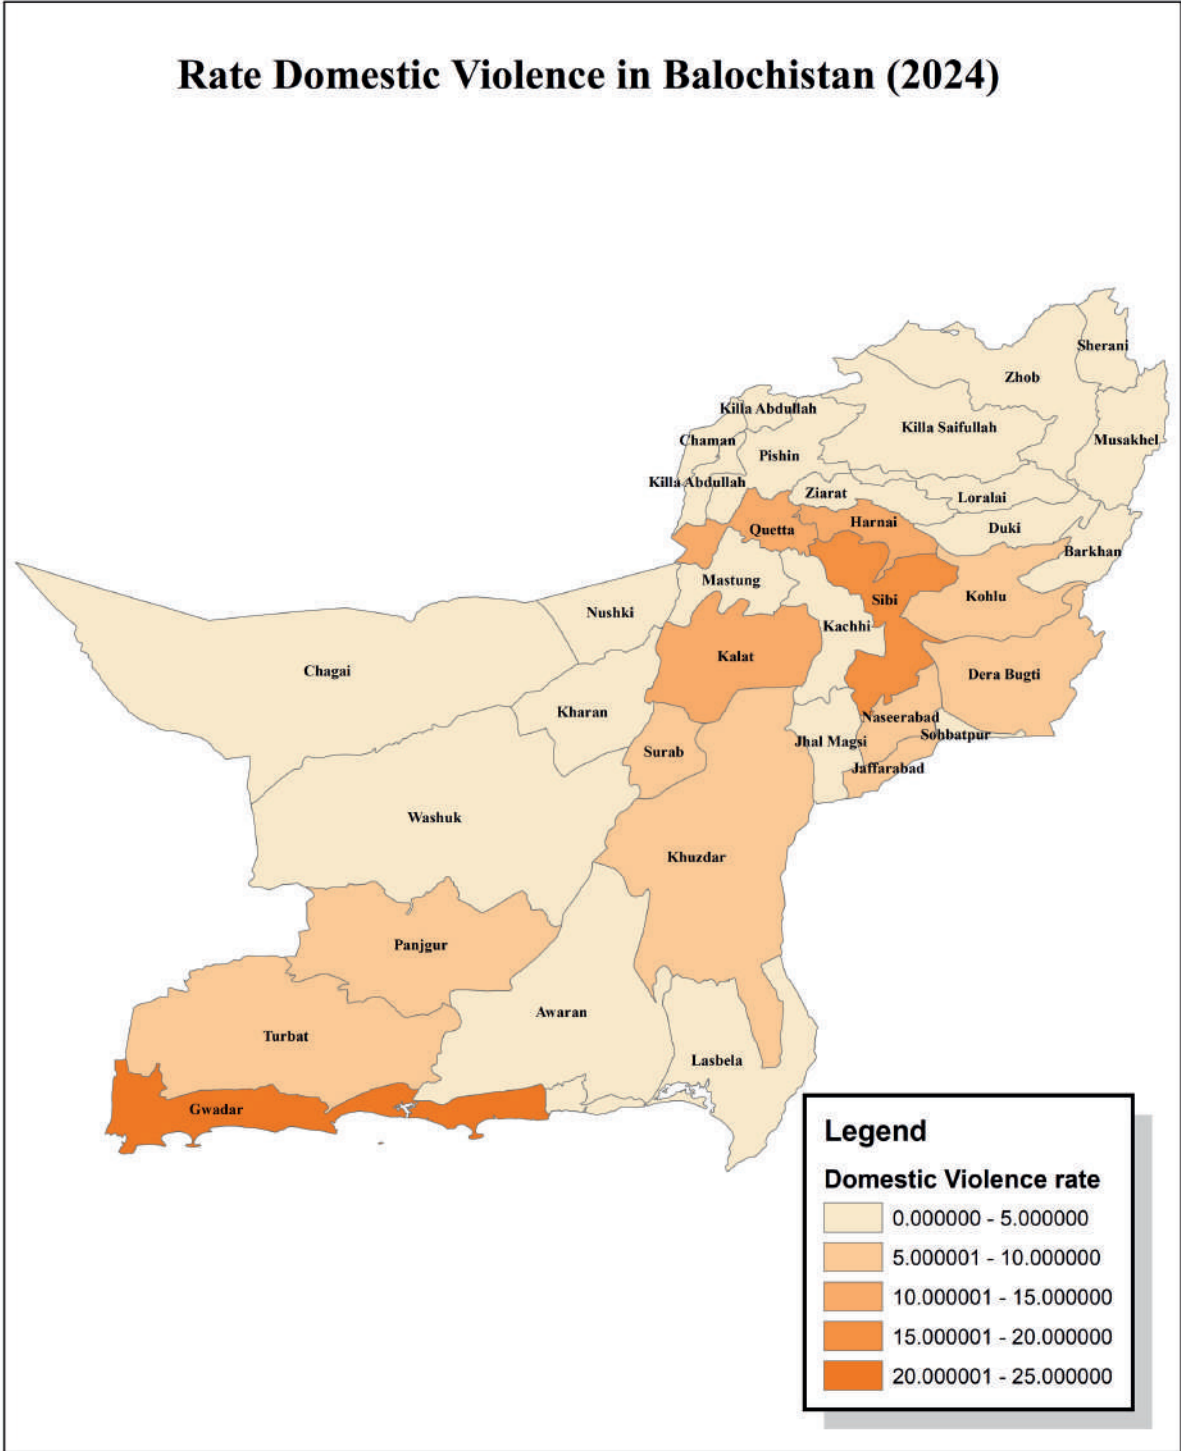 Rate Domestic Violence in Balochistan (2024)
Sherani
Zhob
Killa Abdullah
Killa Saifullah
Chaman
Musakhel
Pishin
Killa Abdullah
Ziarat
Loralai
Harnai
Quetta
Duki
Barkhan
Mastung
Kohlu
Sibi
Nushki
Kachhi
Kalat
Chagai
Dera Bugti
Kharan
Naseerabad
Sohbatpur
Jhal Magsi
Surab
Jaffarabad
Washuk
Khuzdar
Panjgur
Awaran
Turbat
Lasbela
Gwadar
Legend
Domestic Violence rate
0.000000 - 5.000000
5.000001 - 10.000000
10.000001 - 15.000000
15.000001 - 20.000000
20.000001 - 25.000000